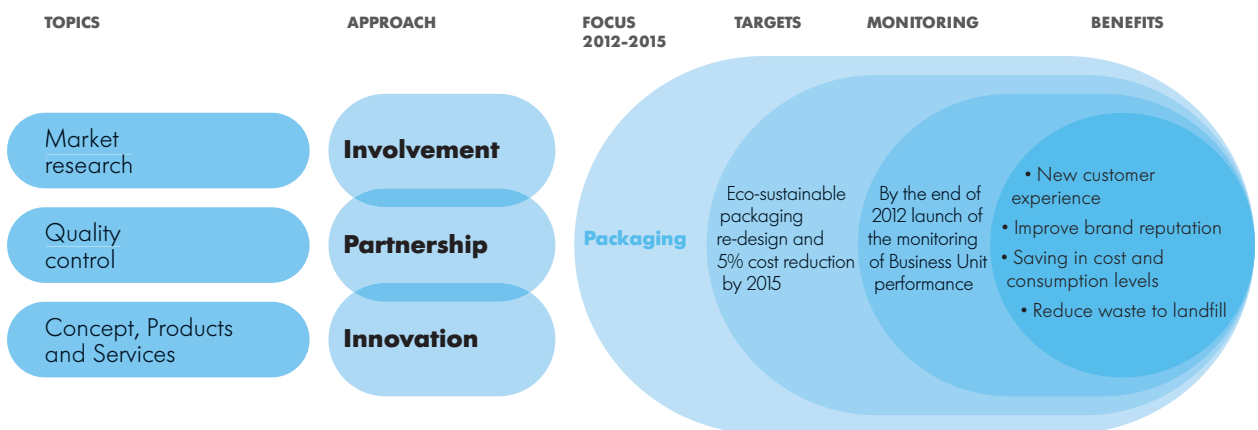 TOPICS
APPROACH
FOCUS
2012-2015
TARGETS
MONITORING
BENEFITS
Market
research
Quality
control
Concept, Products
and Services
Involvement
Partnership
Innovation
Packaging
Eco-sustainable
packaging
re-design and
5% cost reduction
by 2015
By the end of
2012 launch of
the monitoring
of Business Unit
performance
• New customer
experience
• Improve brand reputation
• Saving in cost and
consumption levels
• Reduce waste to landfill